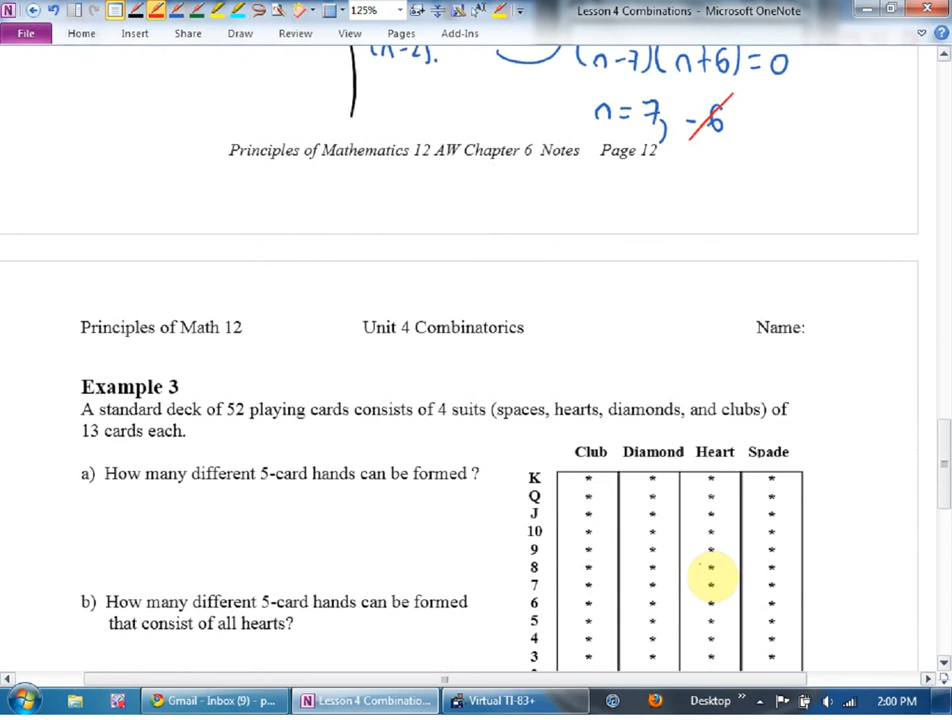 Lesson 4 Combinations - Microsoft OneNote
125%
File Home Insert Share Draw Review View Pages Add-Ins
(n-2)!
(n-7)(n+6)=0
n=7, -6
Principles of Mathematics 12 AW Chapter 6 Notes Page 12
Principles of Math 12 Unit 4 Combinatorics Name:
Example 3
A standard deck of 52 playing cards consists of 4 suits (spaces, hearts, diamonds, and clubs) of
13 cards each.
Club Diamond Heart Spade
a) How many different 5-card hands can be formed ?
K * * * *
Q * * * *
J * * * *
10 * * * *
9 * * * *
8 * * * *
7 * * * *
b) How many different 5-card hands can be formed
that consist of all hearts?
6 * * * *
5 * * * *
4 * * * *
3 * * * *
Gmail - Inbox (9) - p... Lesson 4 Combinatio... Virtual TI-83+ Desktop 2:00 PM